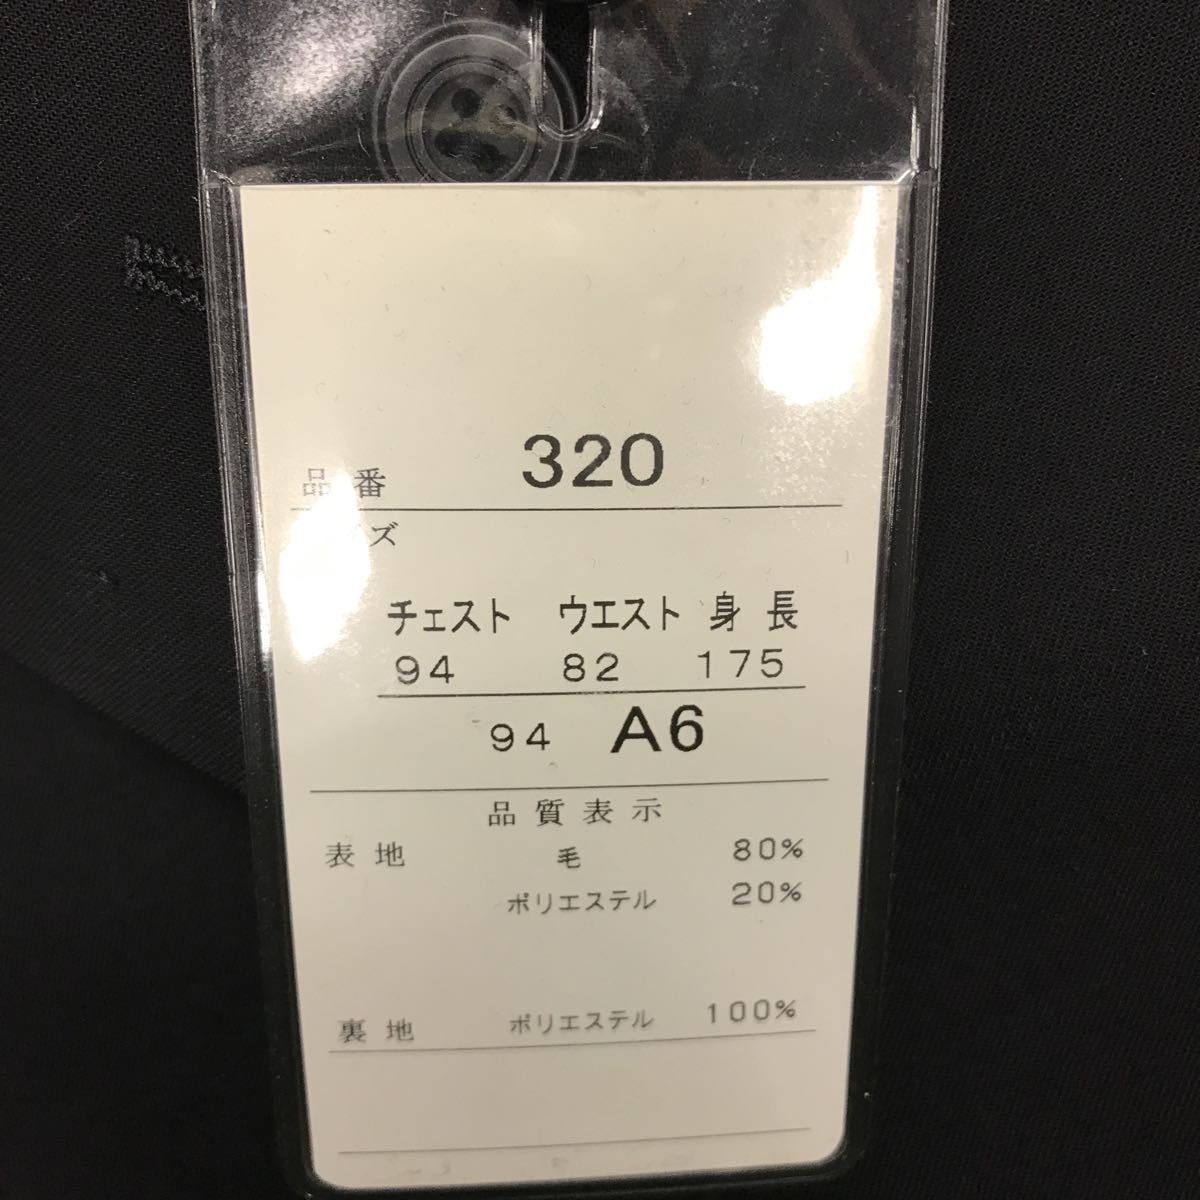 品番 320
ズ
チェスト ウエスト 身長
94 82 175
94 A6
品質表示
表地 毛 80%
ポリエステル 20%
裏地 ポリエステル 100%